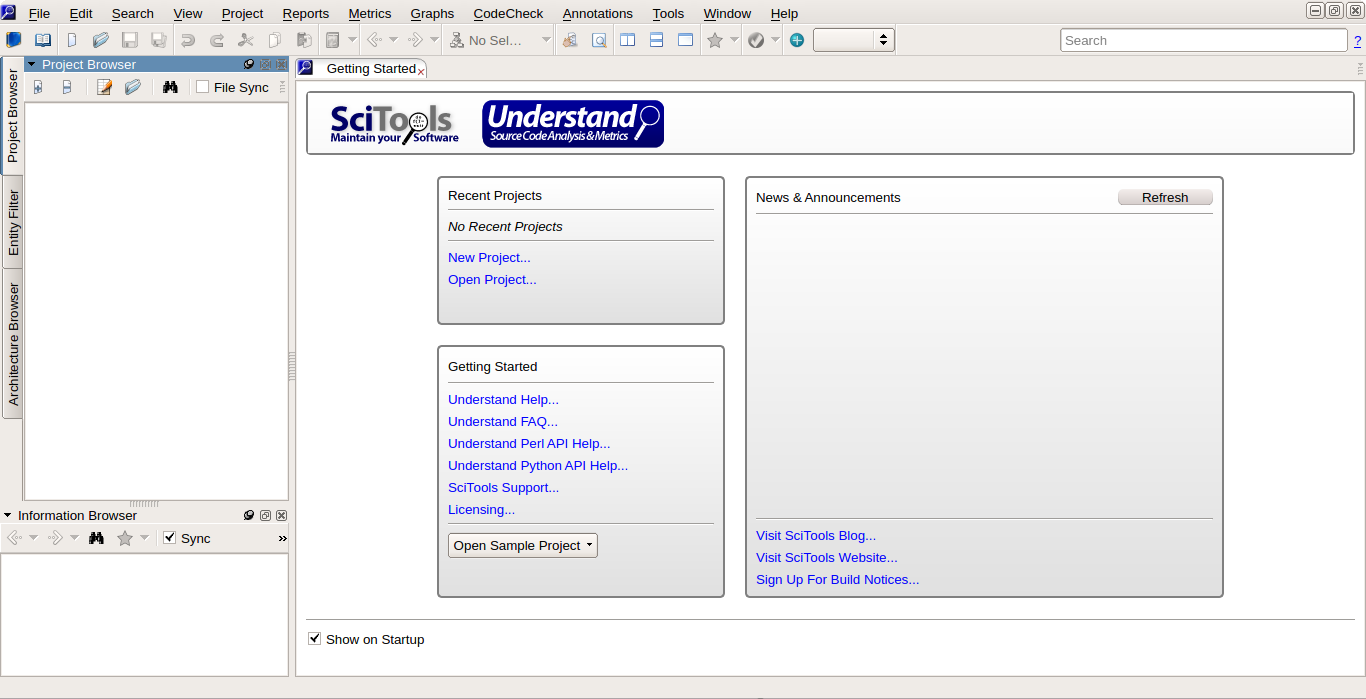 File Edit Search View Project Reports Metrics Graphs CodeCheck Annotations Tools Window Help
No Sel...
Search
?
Project Browser
Getting Started
File Sync
Project Browser
Entity Filter
Architecture Browser
SciTools
Maintain your Software
Understand
Source Code Analysis & Metrics
Recent Projects
No Recent Projects
New Project...
Open Project...
Getting Started
Understand Help...
Understand FAQ...
Understand Perl API Help...
Understand Python API Help...
SciTools Support...
Licensing...
Open Sample Project
News & Announcements
Refresh
Visit SciTools Blog...
Visit SciTools Website...
Sign Up For Build Notices...
Information Browser
Sync
»
Show on Startup